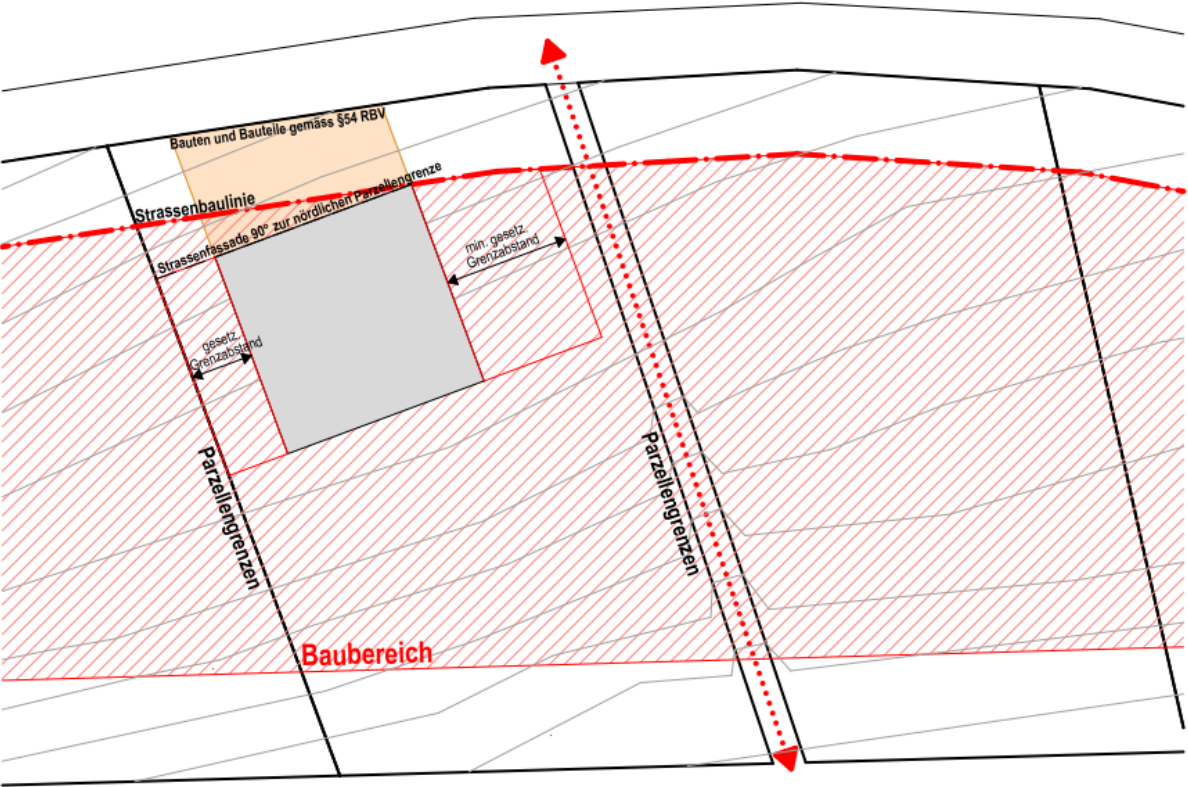 Bauten und Bauteile gemäss §54 RBV
Strassenbaulinie
Strassenfassade 90° zur nördlichen Parzellengrenze
min. gesetz.
Grenzabstand
gesetz.
Grenzabstand
Parzellengrenzen
Parzellengrenzen
Baubereich